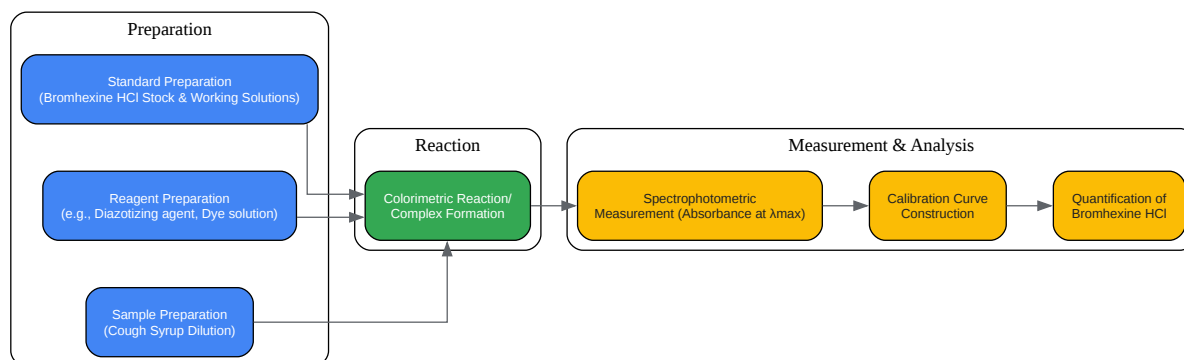 Preparation
Standard Preparation
(Bromhexine HCl Stock & Working Solutions)
Reagent Preparation
(e.g., Diazotizing agent, Dye solution)
Sample Preparation
(Cough Syrup Dilution)
Reaction
Colorimetric Reaction/
Complex Formation
Measurement & Analysis
Spectrophotometric
Measurement (Absorbance at λmax)
Calibration Curve
Construction
Quantification of
Bromhexine HCl